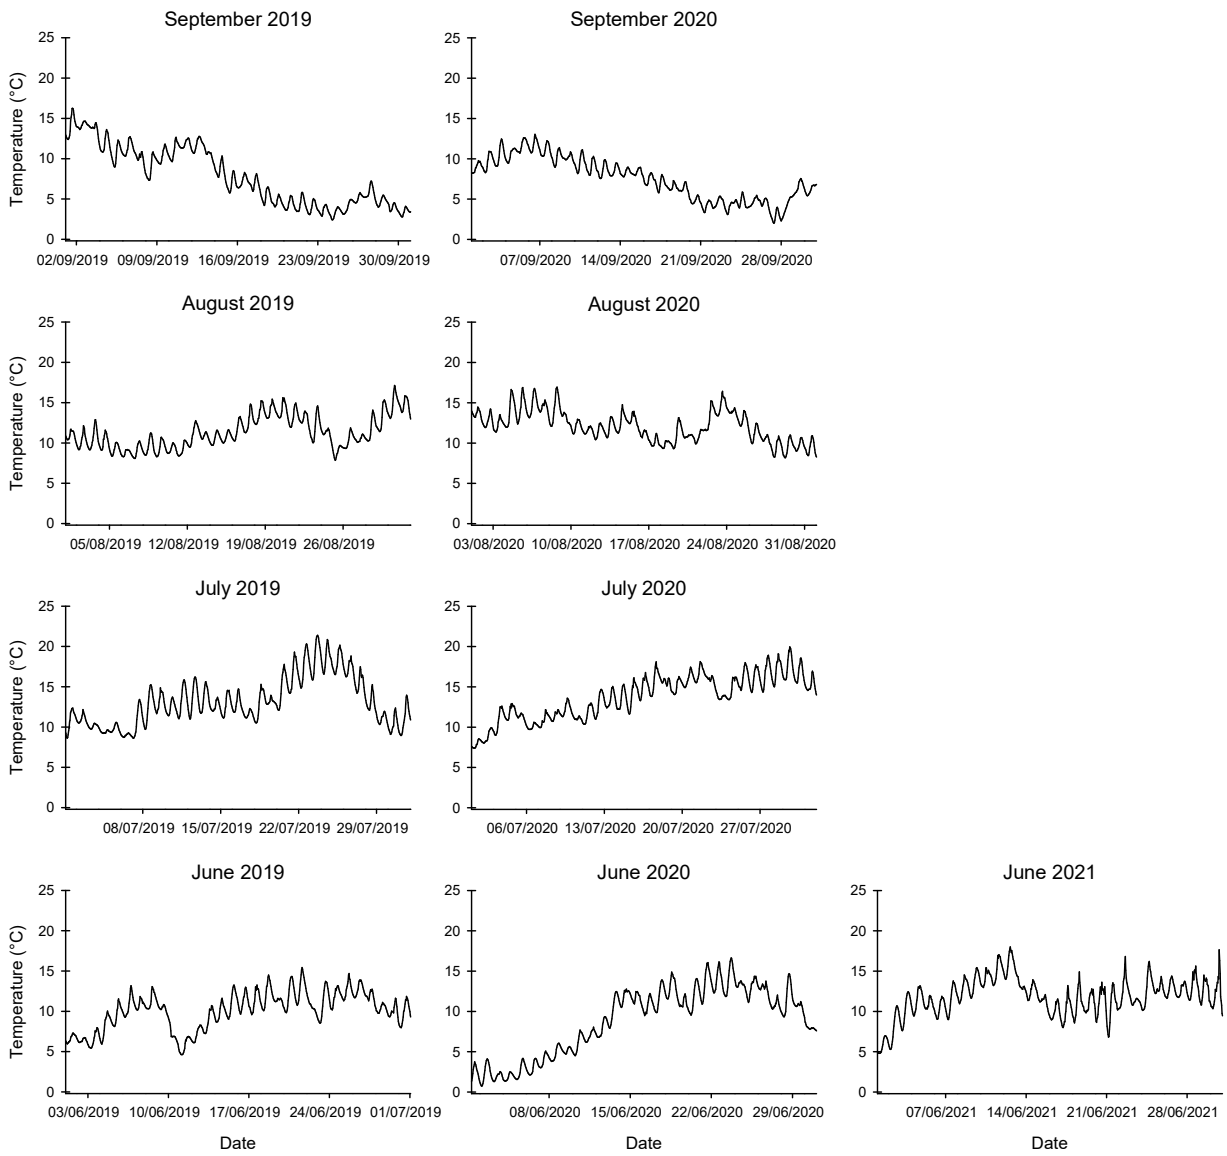 September 2019 September 2020
25 25
20 20
15 15
10 10
5 5
0 0
Temperature (°C)
02/09/2019 09/09/2019 16/09/2019 23/09/2019 30/09/2019 07/09/2020 14/09/2020 21/09/2020 28/09/2020
August 2019 August 2020
25 25
20 20
15 15
10 10
5 5
0 0
Temperature (°C)
05/08/2019 12/08/2019 19/08/2019 26/08/2019 03/08/2020 10/08/2020 17/08/2020 24/08/2020 31/08/2020
July 2019 July 2020
25 25
20 20
15 15
10 10
5 5
0 0
Temperature (°C)
08/07/2019 15/07/2019 22/07/2019 29/07/2019 06/07/2020 13/07/2020 20/07/2020 27/07/2020
June 2019 June 2020 June 2021
25 25 25
20 20 20
15 15 15
10 10 10
5 5 5
0 0 0
Temperature (°C)
03/06/2019 10/06/2019 17/06/2019 24/06/2019 01/07/2019 08/06/2020 15/06/2020 22/06/2020 29/06/2020 07/06/2021 14/06/2021 21/06/2021 28/06/2021
Date Date Date